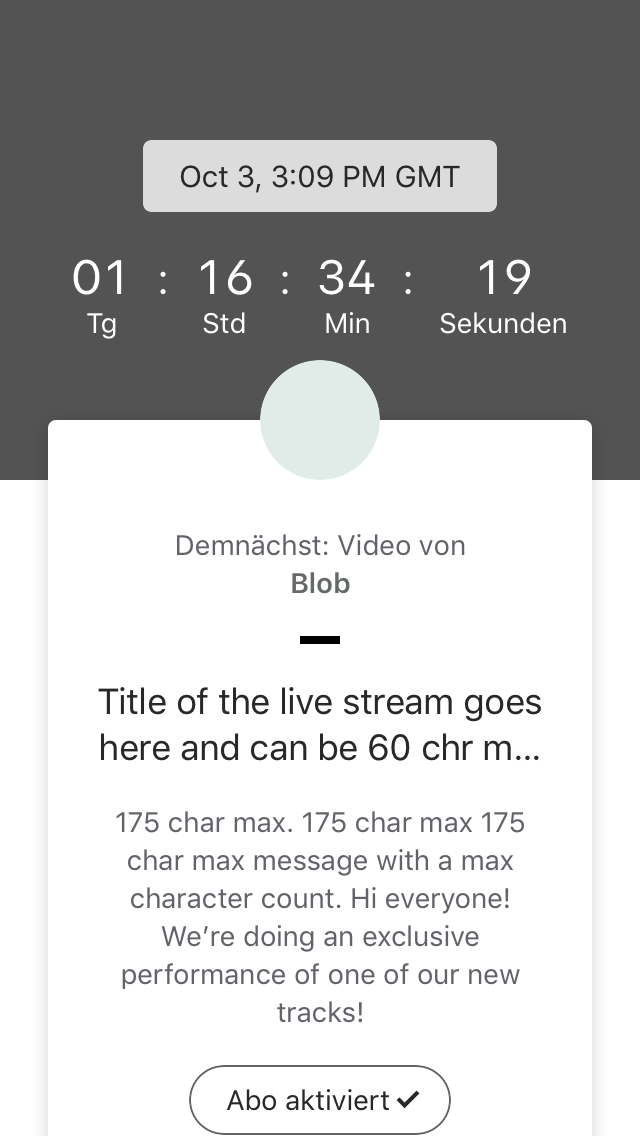 Oct 3, 3:09 PM GMT
01 : 16 : 34 : 19
Tg Std Min Sekunden
Demnächst: Video von
Blob
Title of the live stream goes
here and can be 60 chr m...
175 char max. 175 char max 175
char max message with a max
character count. Hi everyone!
We’re doing an exclusive
performance of one of our new
tracks!
Abo aktiviert ✓